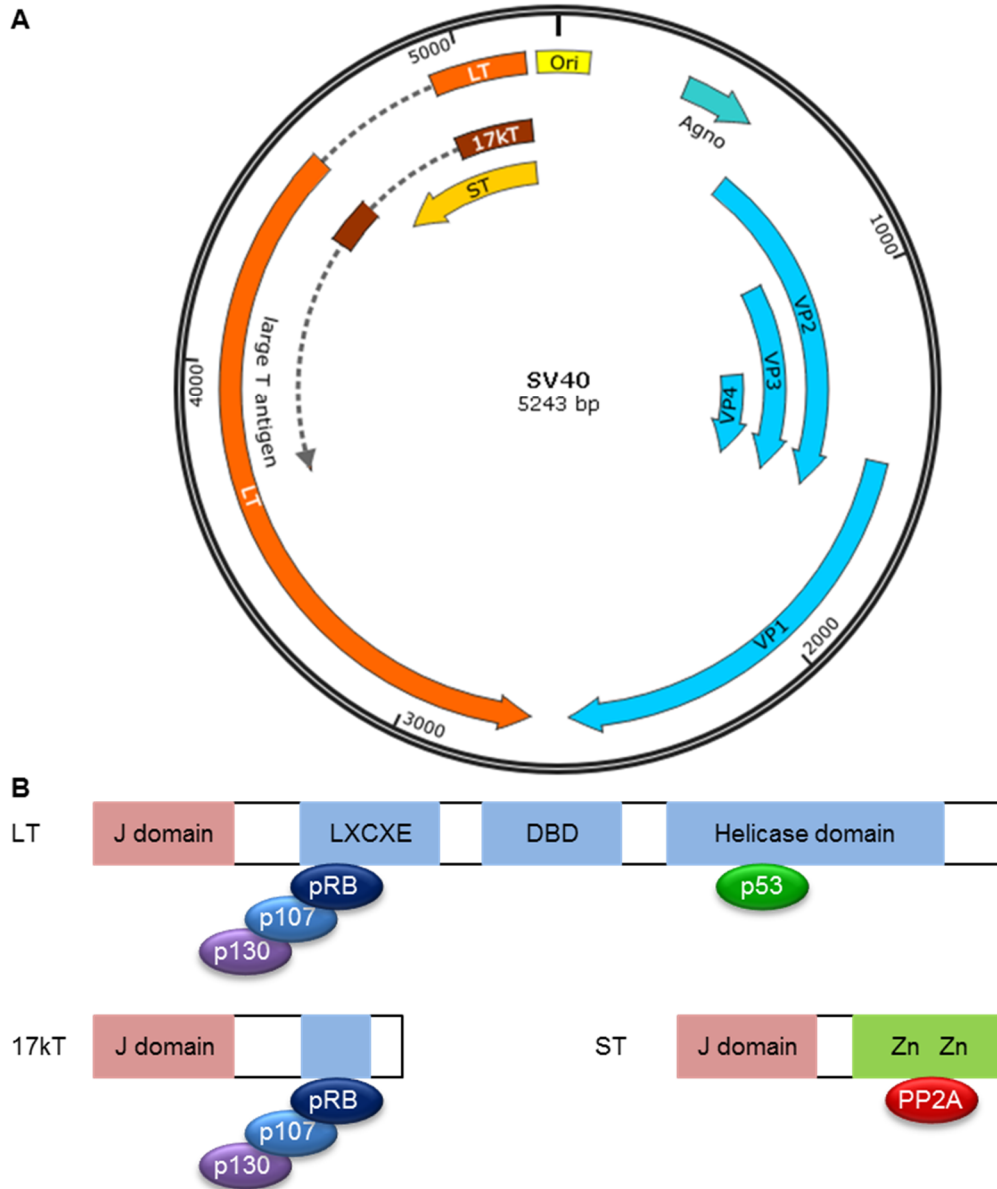 A
5000
LT
Ori
Agno
17kT
ST
1000
VP2
VP3
VP4
SV40
5243 bp
4000
large T antigen
LT
VP1
2000
3000
B
LT
J domain LXCXE DBD Helicase domain
pRB p53
p107
p130
17kT J domain ST J domain Zn Zn
pRB PP2A
p107
p130